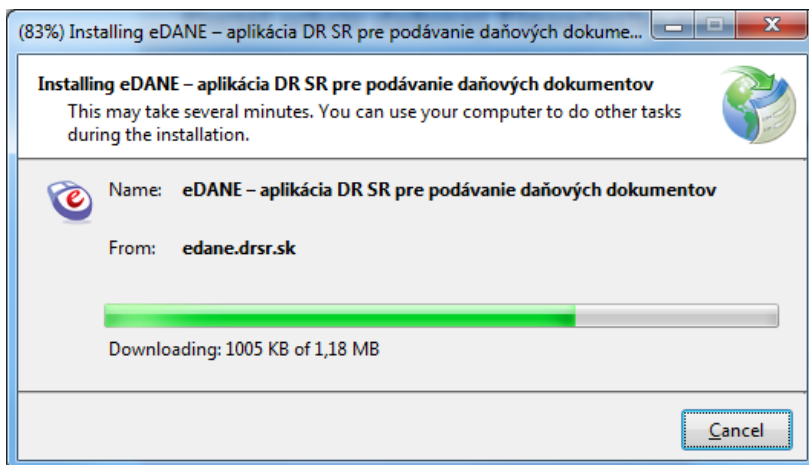 (83%) Installing eDANE – aplikácia DR SR pre podávanie daňových dokume...
Installing eDANE – aplikácia DR SR pre podávanie daňových dokumentov
This may take several minutes. You can use your computer to do other tasks
during the installation.
Name: eDANE – aplikácia DR SR pre podávanie daňových dokumentov
From: edane.drsr.sk
Downloading: 1005 KB of 1,18 MB
Cancel